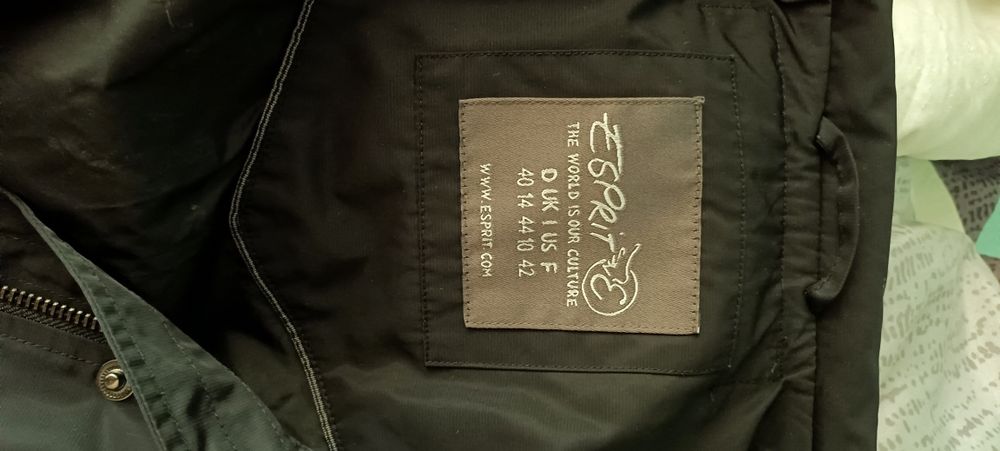 ESPRIT
THE WORLD IS OUR CULTURE
D UK I US F
40 14 44 10 42
WWW.ESPRIT.COM